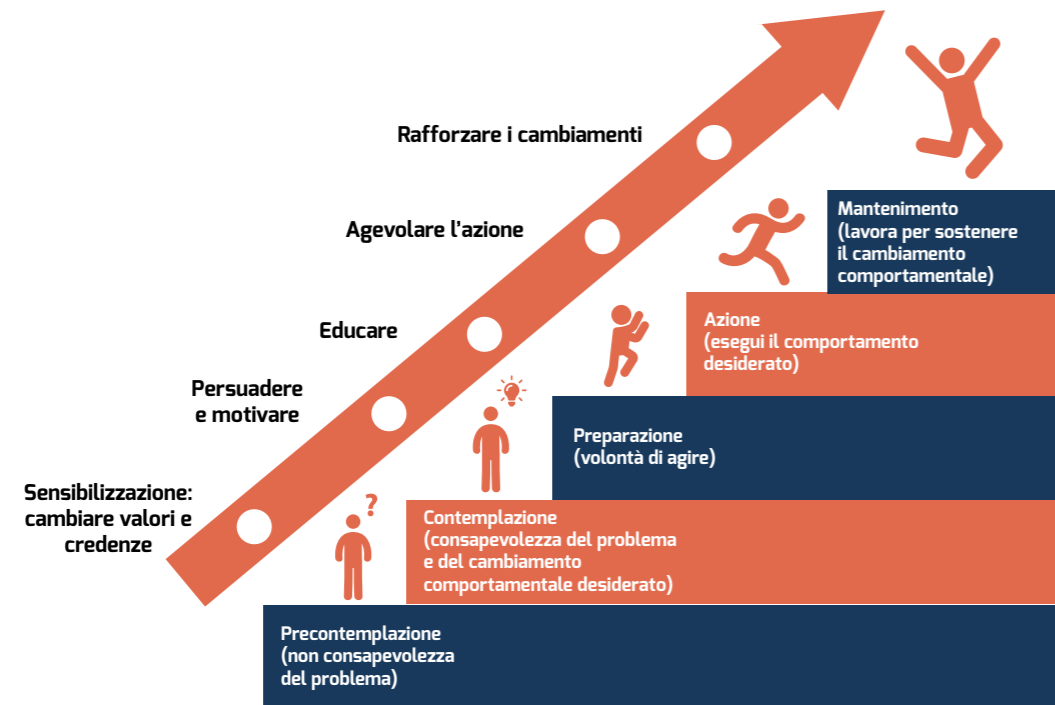 Rafforzare i cambiamenti
Agevolare l'azione
Educare
Persuadere
e motivare
Sensibilizzazione:
cambiare valori e
credenze
?
Mantenimento
(lavora per sostenere
il cambiamento
comportamentale)
Azione
(esegui il comportamento
desiderato)
Preparazione
(volontà di agire)
Contemplazione
(consapevolezza del problema
e del cambiamento
comportamentale desiderato)
Precontemplazione
(non consapevolezza
del problema)